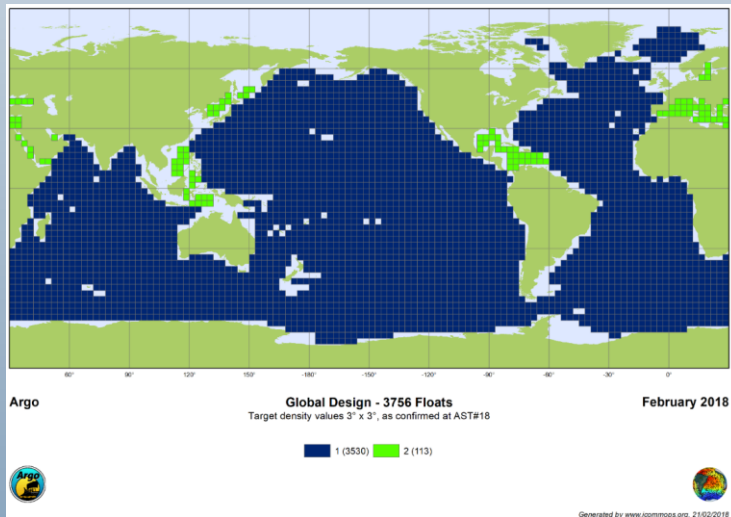 60° 90° 120° 150° -180° -150° -120° -90° -60° -30° 0°
Argo
Global Design - 3756 Floats
February 2018
Target density values 3° x 3°, as confirmed at AST#18
1 (3530) 2 (113)
Argo
Generated by www.jcommops.org, 21/02/2018